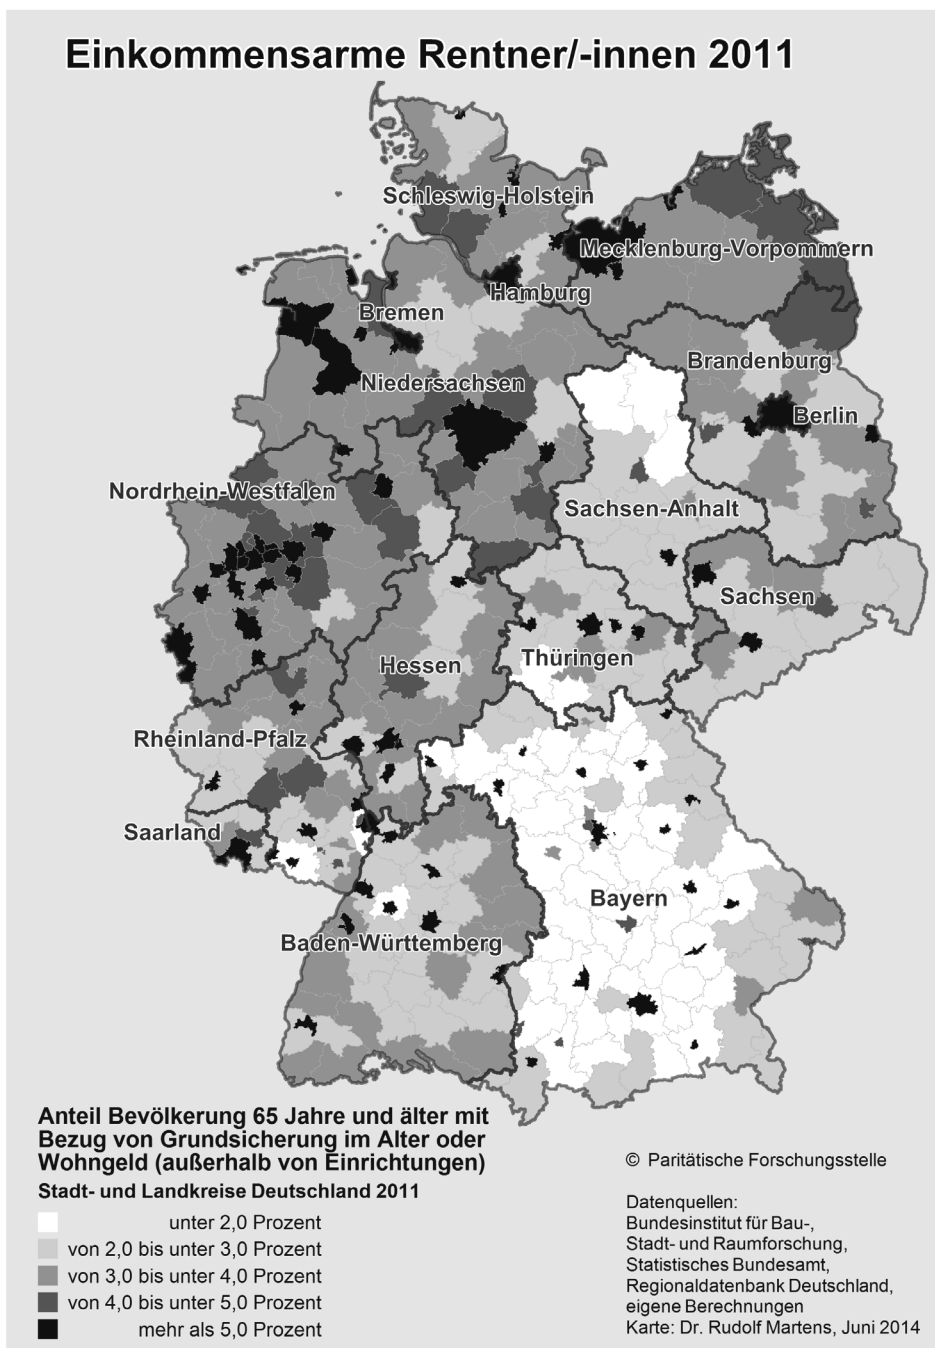 Einkommensarme Rentner/-innen 2011
Schleswig-Holstein
Mecklenburg-Vorpommern
Hamburg
Bremen
Brandenburg
Niedersachsen
Berlin
Nordrhein-Westfalen
Sachsen-Anhalt
Sachsen
Hessen
Thüringen
Rheinland-Pfalz
Saarland
Bayern
Baden-Württemberg
Anteil Bevölkerung 65 Jahre und älter mit
Bezug von Grundsicherung im Alter oder
Wohngeld (außerhalb von Einrichtungen)
Stadt- und Landkreise Deutschland 2011
unter 2,0 Prozent
von 2,0 bis unter 3,0 Prozent
von 3,0 bis unter 4,0 Prozent
von 4,0 bis unter 5,0 Prozent
mehr als 5,0 Prozent
© Paritätische Forschungsstelle
Datenquellen:
Bundesinstitut für Bau-,
Stadt- und Raumforschung,
Statistisches Bundesamt,
Regionaldatenbank Deutschland,
eigene Berechnungen
Karte: Dr. Rudolf Martens, Juni 2014